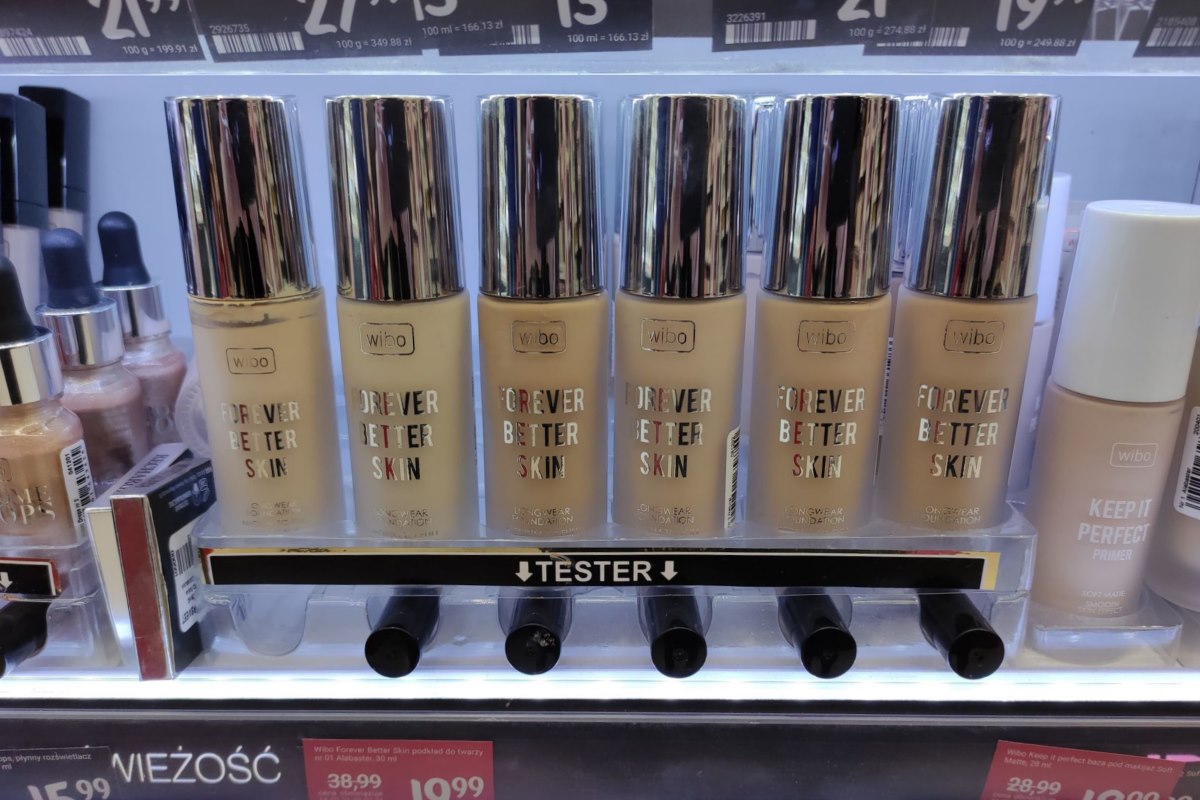 2926735
100 g = 199.91 zł
100 g = 349.88 zł
100 ml = 166.13 zł
100 ml = 166.13 zł
3226391
100 g = 274.88 zł
100 g = 249.88 zł
wibo
FOREVER
BETTER
SKIN
LONGWEAR
FOUNDATION
wibo
FOREVER
BETTER
SKIN
LONGWEAR
FOUNDATION
wibo
FOREVER
BETTER
SKIN
LONGWEAR
FOUNDATION
wibo
FOREVER
BETTER
SKIN
LONGWEAR
FOUNDATION
wibo
FOREVER
BETTER
SKIN
LONGWEAR
FOUNDATION
wibo
FOREVER
BETTER
SKIN
LONGWEAR
FOUNDATION
wibo
KEEP IT
PERFECT
PRIMER
SOFT MATTE
SMOOTH
↓TESTER↓
WIEŻOŚĆ
płynny rozświetlacz
15,99
Wibo Forever Better Skin podkład do twarzy
nr 01 Alabaster, 30 ml
38,99
19,99
Wibo Keep it perfect baza pod makijaż Soft
Matte, 28 ml
28,99